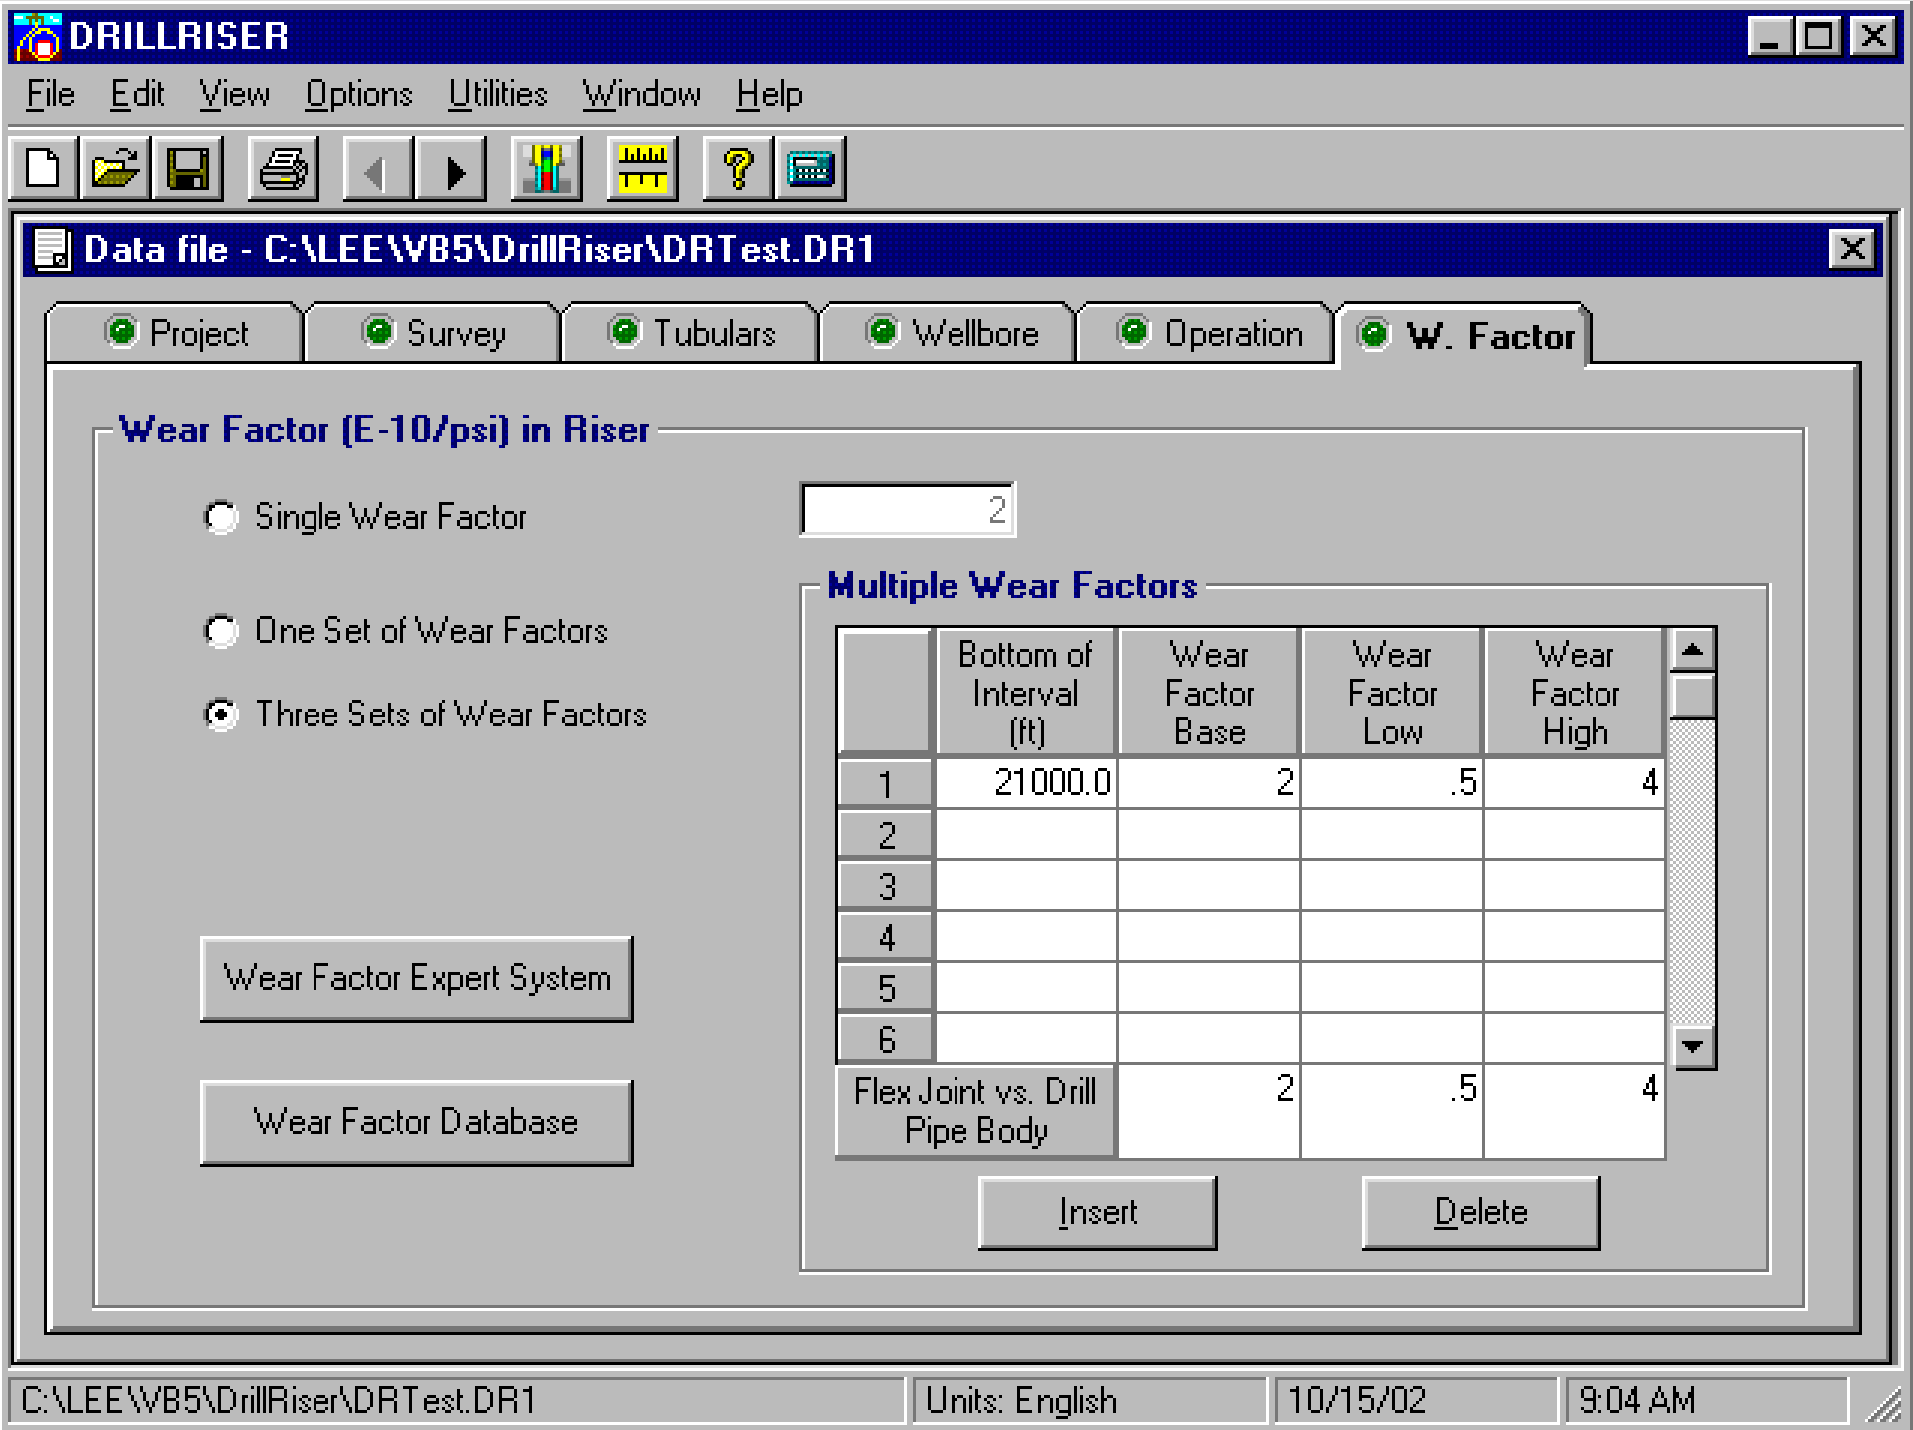 DRILLRISER
File Edit View Options Utilities Window Help
Data file - C:\LEE\VB5\DrillRiser\DRTest.DR1
Project Survey Tubulars Wellbore Operation W. Factor
Wear Factor (E-10/psi) in Riser
Single Wear Factor 2
One Set of Wear Factors
Three Sets of Wear Factors
Wear Factor Expert System
Wear Factor Database
Multiple Wear Factors
Bottom of Interval (ft) Wear Factor Base Wear Factor Low Wear Factor High
1 21000.0 2 .5 4
2
3
4
5
6
Flex Joint vs. Drill Pipe Body 2 .5 4
Insert Delete
C:\LEE\VB5\DrillRiser\DRTest.DR1 Units: English 10/15/02 9:04 AM